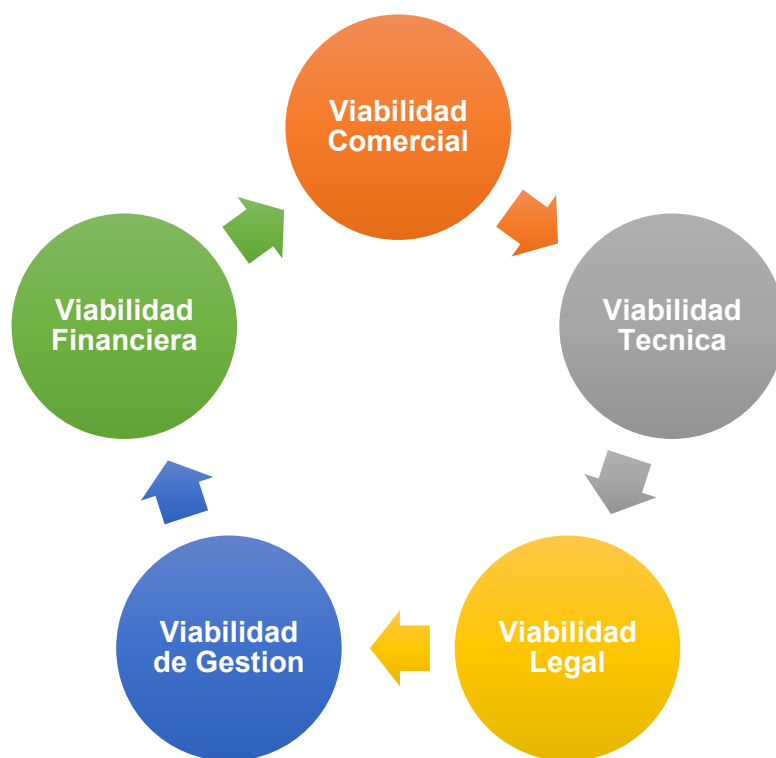 Viabilidad
Comercial
Viabilidad
Tecnica
Viabilidad
Legal
Viabilidad
de Gestion
Viabilidad
Financiera